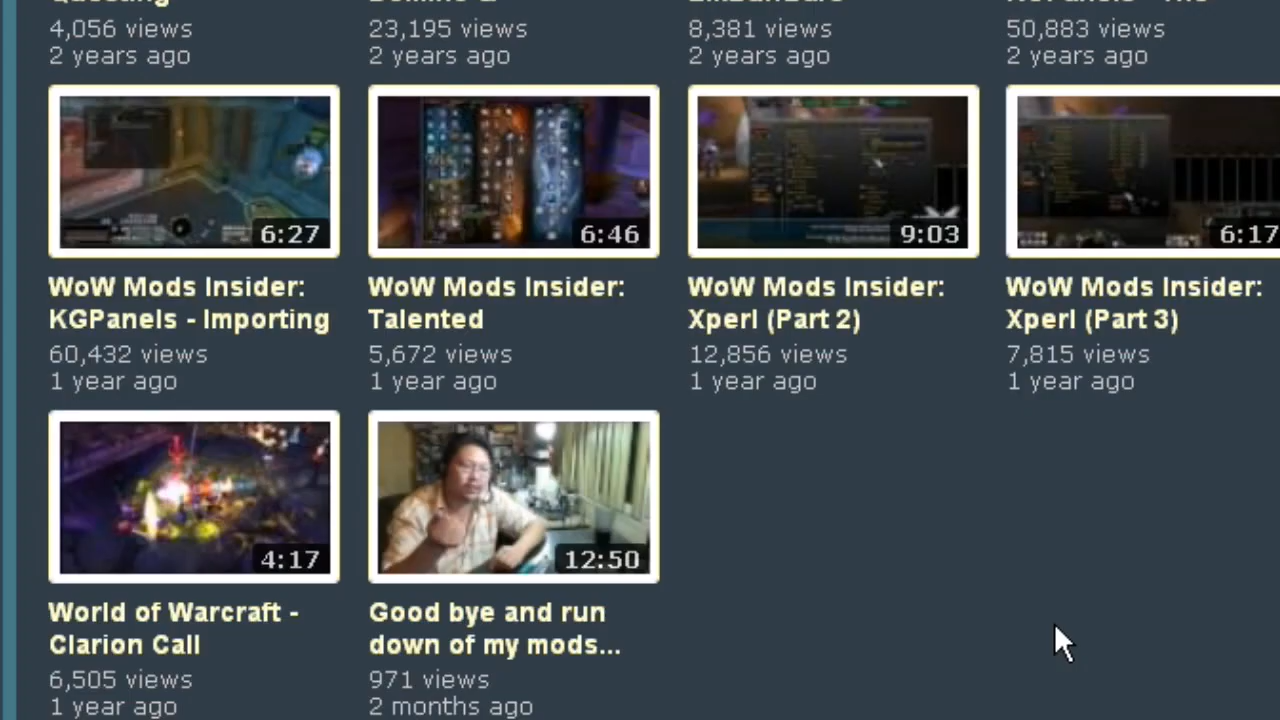 4,056 views 23,195 views 8,381 views 50,883 views
2 years ago 2 years ago 2 years ago 2 years ago
6:27 6:46 9:03 6:17
WoW Mods Insider: WoW Mods Insider: WoW Mods Insider: WoW Mods Insider:
KGPanels - Importing Talented Xperl (Part 2) Xperl (Part 3)
60,432 views 5,672 views 12,856 views 7,815 views
1 year ago 1 year ago 1 year ago 1 year ago
4:17 12:50
World of Warcraft - Good bye and run
Clarion Call down of my mods...
6,505 views 971 views
1 year ago 2 months ago